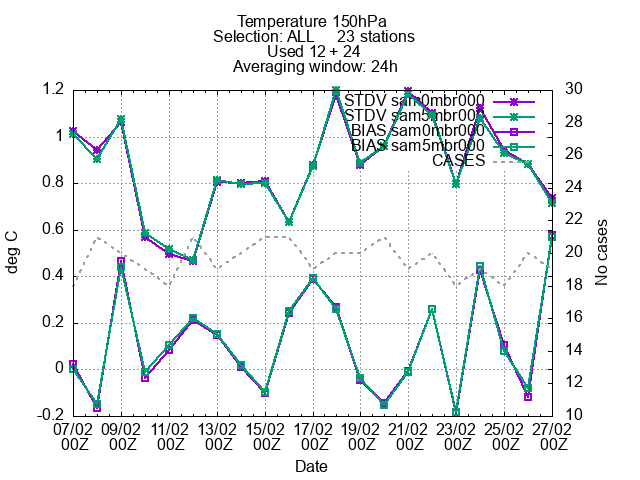 Temperature 150hPa
Selection: ALL 23 stations
Used 12 + 24
Averaging window: 24h
STDV sam0mbr000
STDV sam5mbr000
BIAS sam0mbr000
BIAS sam5mbr000
CASES
deg C
1.2
1
0.8
0.6
0.4
0.2
0
-0.2
No cases
30
28
26
24
22
20
18
16
14
12
10
07/02 09/02 11/02 13/02 15/02 17/02 19/02 21/02 23/02 25/02 27/02
00Z 00Z 00Z 00Z 00Z 00Z 00Z 00Z 00Z 00Z 00Z
Date